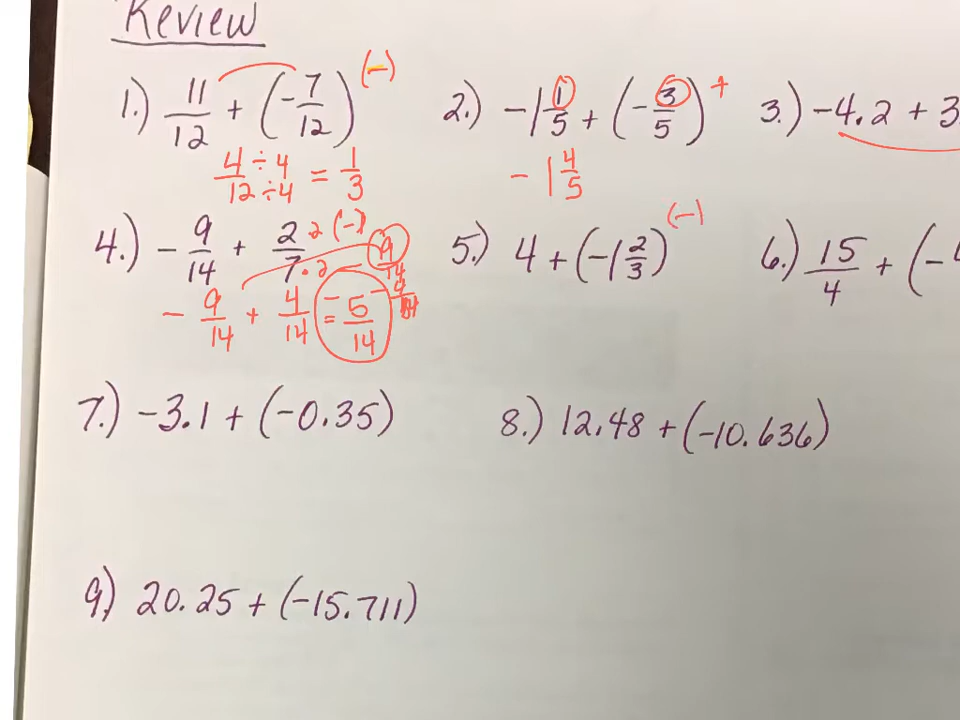 Review
1.) 11/12 + (-7/12) (-)
4÷4/12÷4 = 1/3
2.) -1 1/5 + (-3/5) +
-1 4/5
3.) -4.2 + 3
4.) -9/14 + 2·2/7·2 (-) 9/14
-9/14 + 4/14 = -5/14
5.) 4 + (-1 2/3) (-)
6.) 15/4 + (-
7.) -3.1 + (-0.35)
8.) 12.48 + (-10.636)
9.) 20.25 + (-15.711)